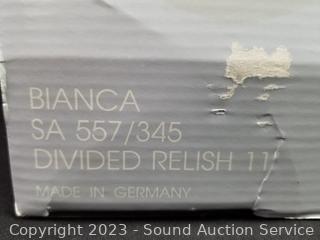 BIANCA
SA 557/345
DIVIDED RELISH 11"
MADE IN GERMANY
Copyright 2023 - Sound Auction Service